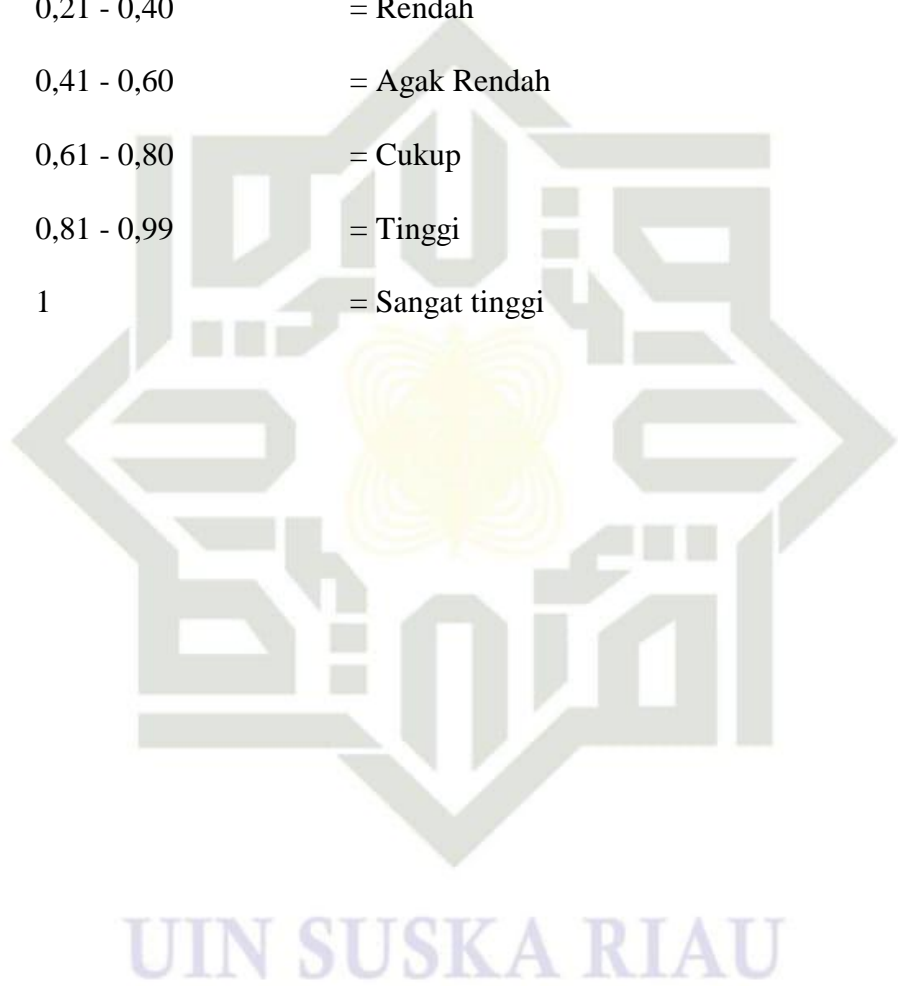 0,21 - 0,40 = Rendah
0,41 - 0,60 = Agak Rendah
0,61 - 0,80 = Cukup
0,81 - 0,99 = Tinggi
1 = Sangat tinggi
UIN SUSKA RIAU